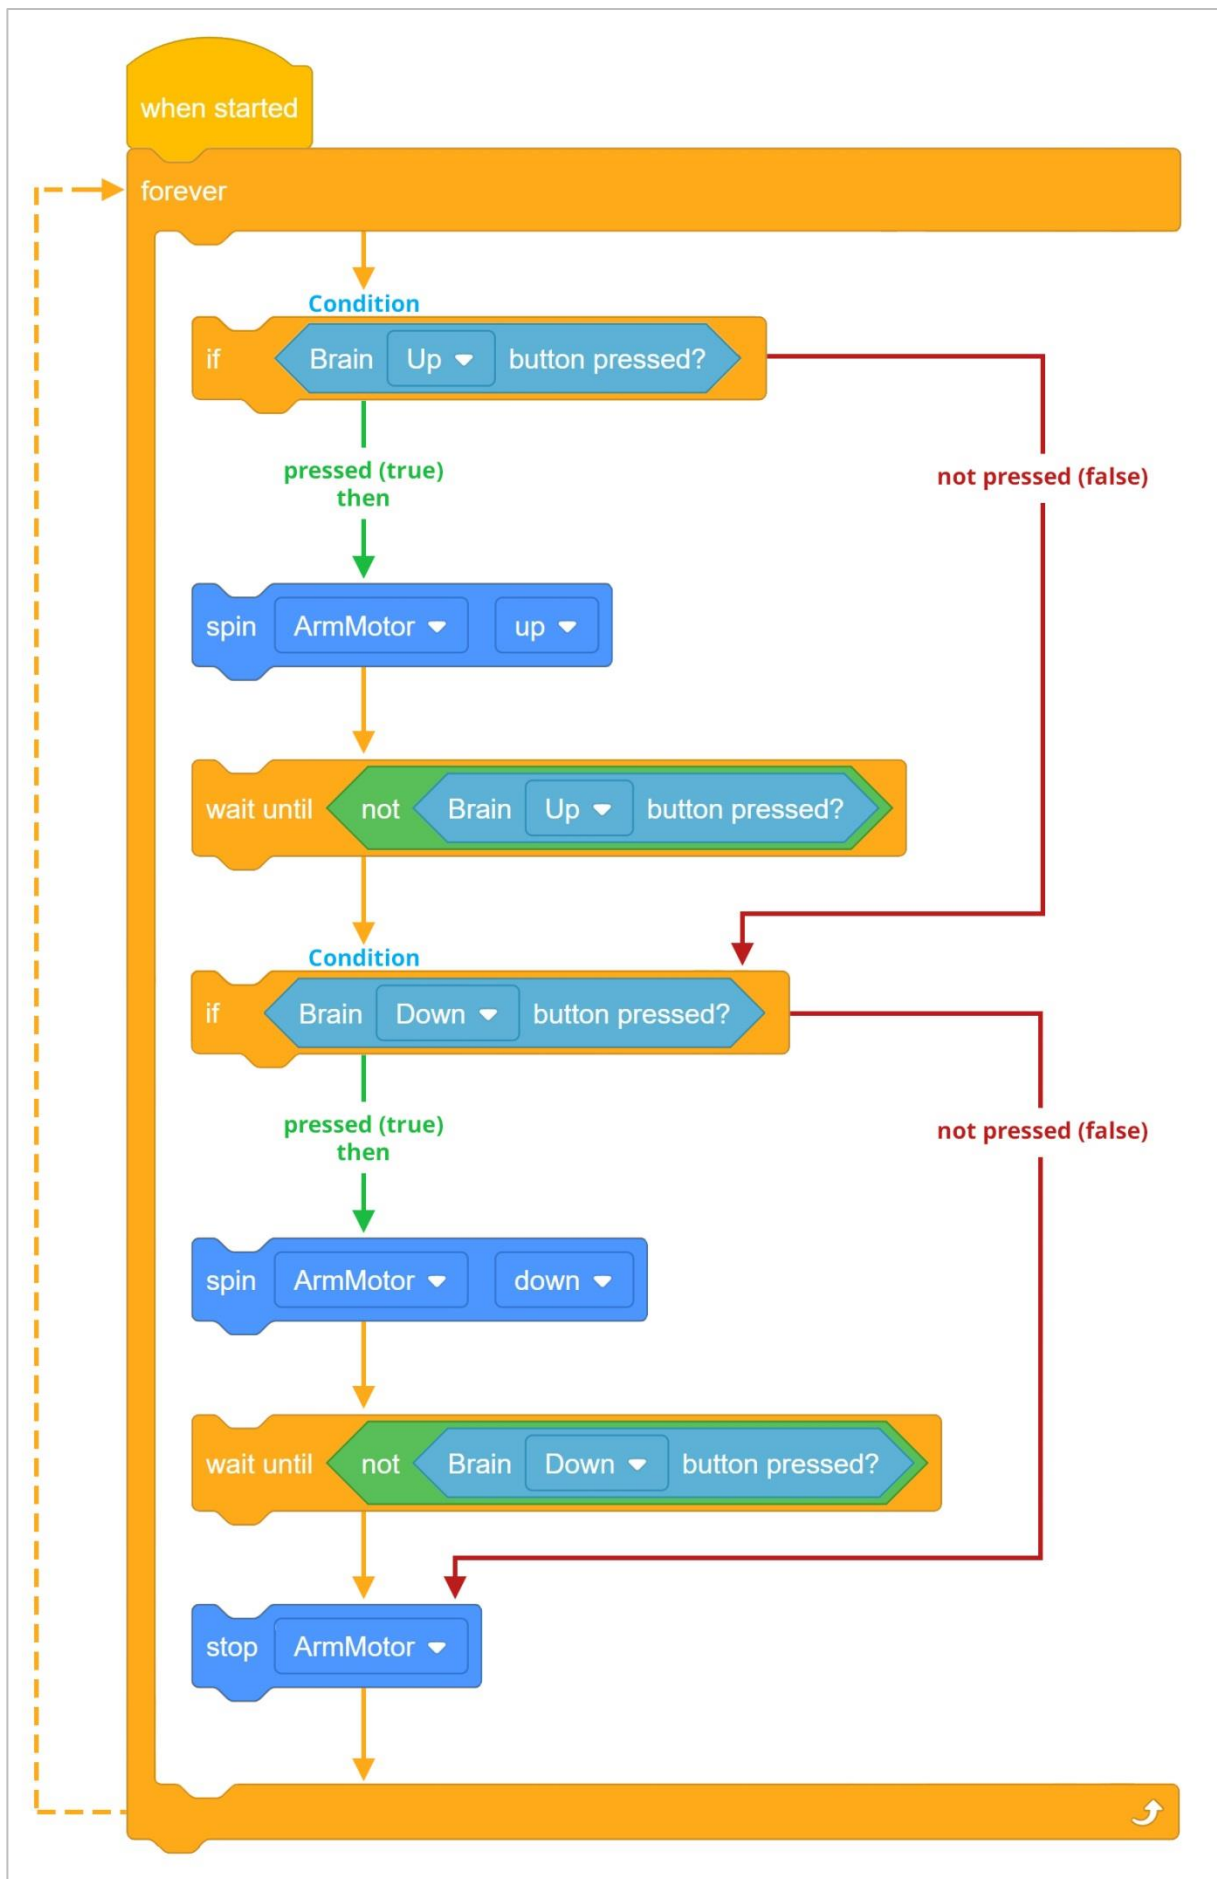 when started
forever
Condition
if Brain Up button pressed?
pressed (true)
then
not pressed (false)
spin ArmMotor up
wait until not Brain Up button pressed?
Condition
if Brain Down button pressed?
pressed (true)
then
not pressed (false)
spin ArmMotor down
wait until not Brain Down button pressed?
stop ArmMotor